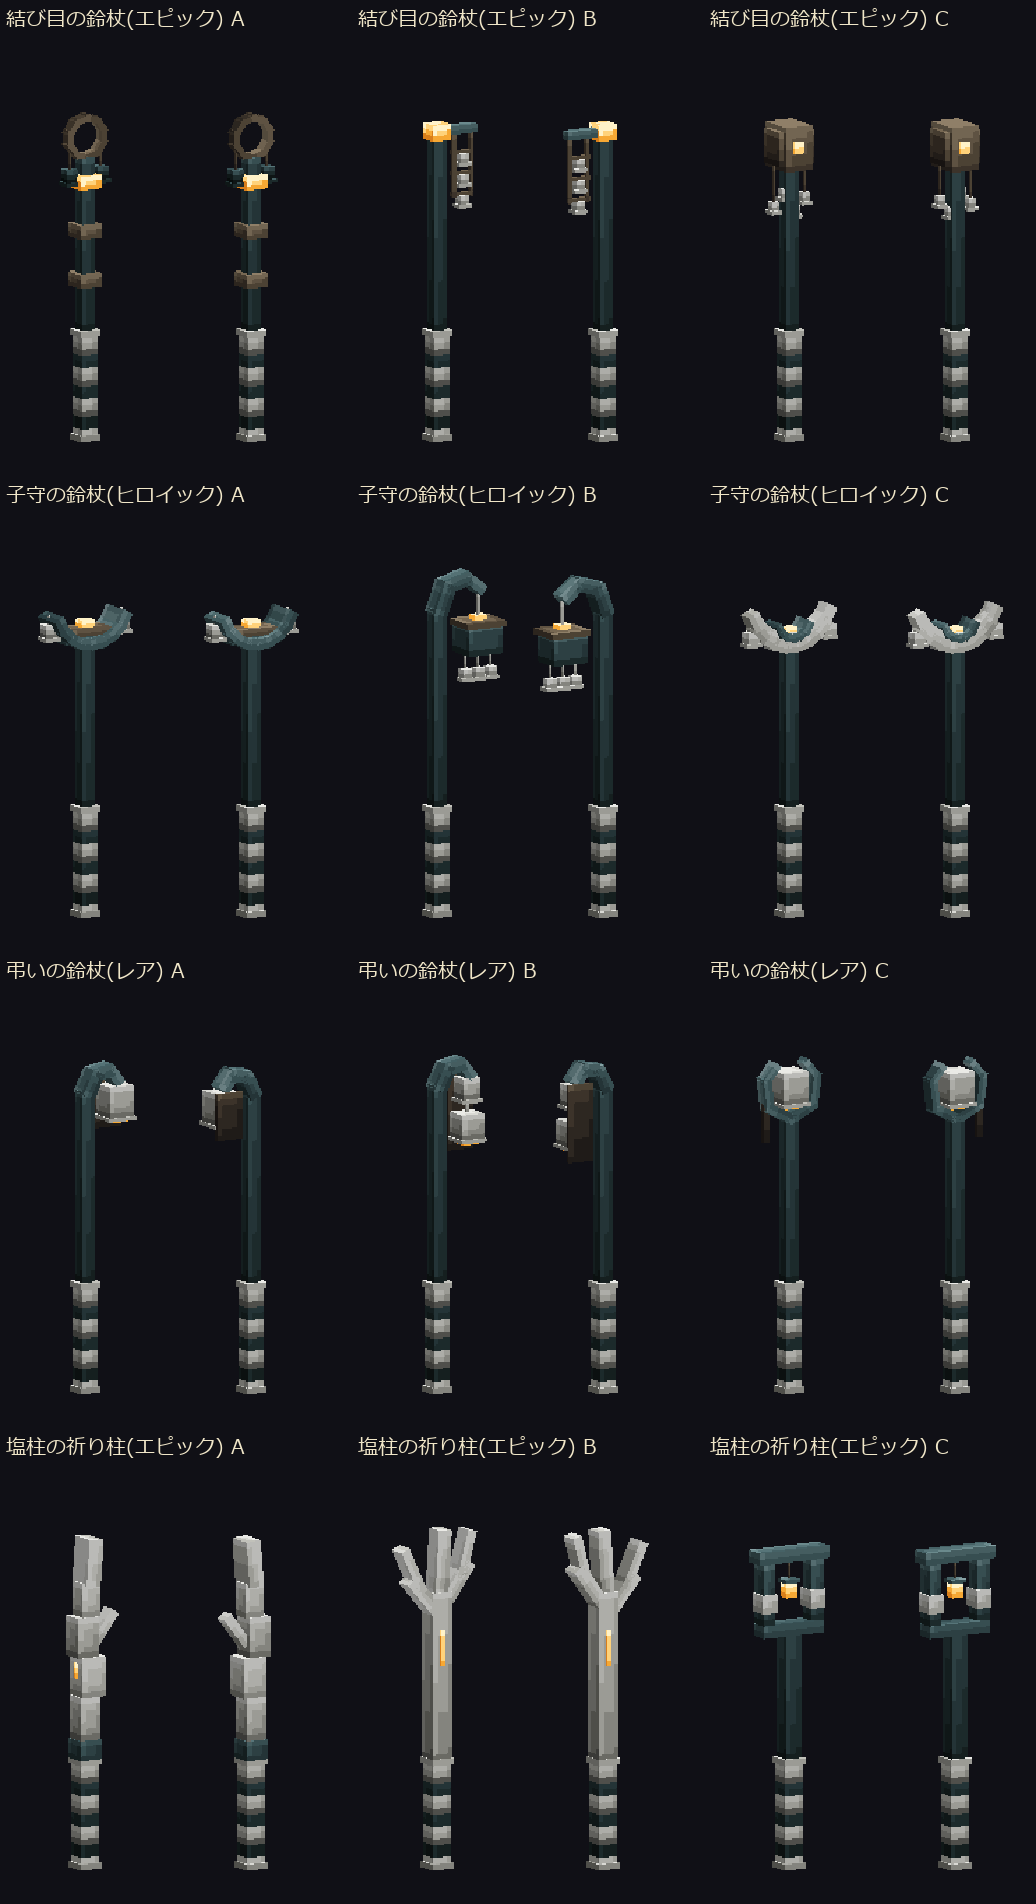 結び目の鈴杖(エピック) A
結び目の鈴杖(エピック) B
結び目の鈴杖(エピック) C
子守の鈴杖(ヒロイック) A
子守の鈴杖(ヒロイック) B
子守の鈴杖(ヒロイック) C
弔いの鈴杖(レア) A
弔いの鈴杖(レア) B
弔いの鈴杖(レア) C
塩柱の祈り柱(エピック) A
塩柱の祈り柱(エピック) B
塩柱の祈り柱(エピック) C